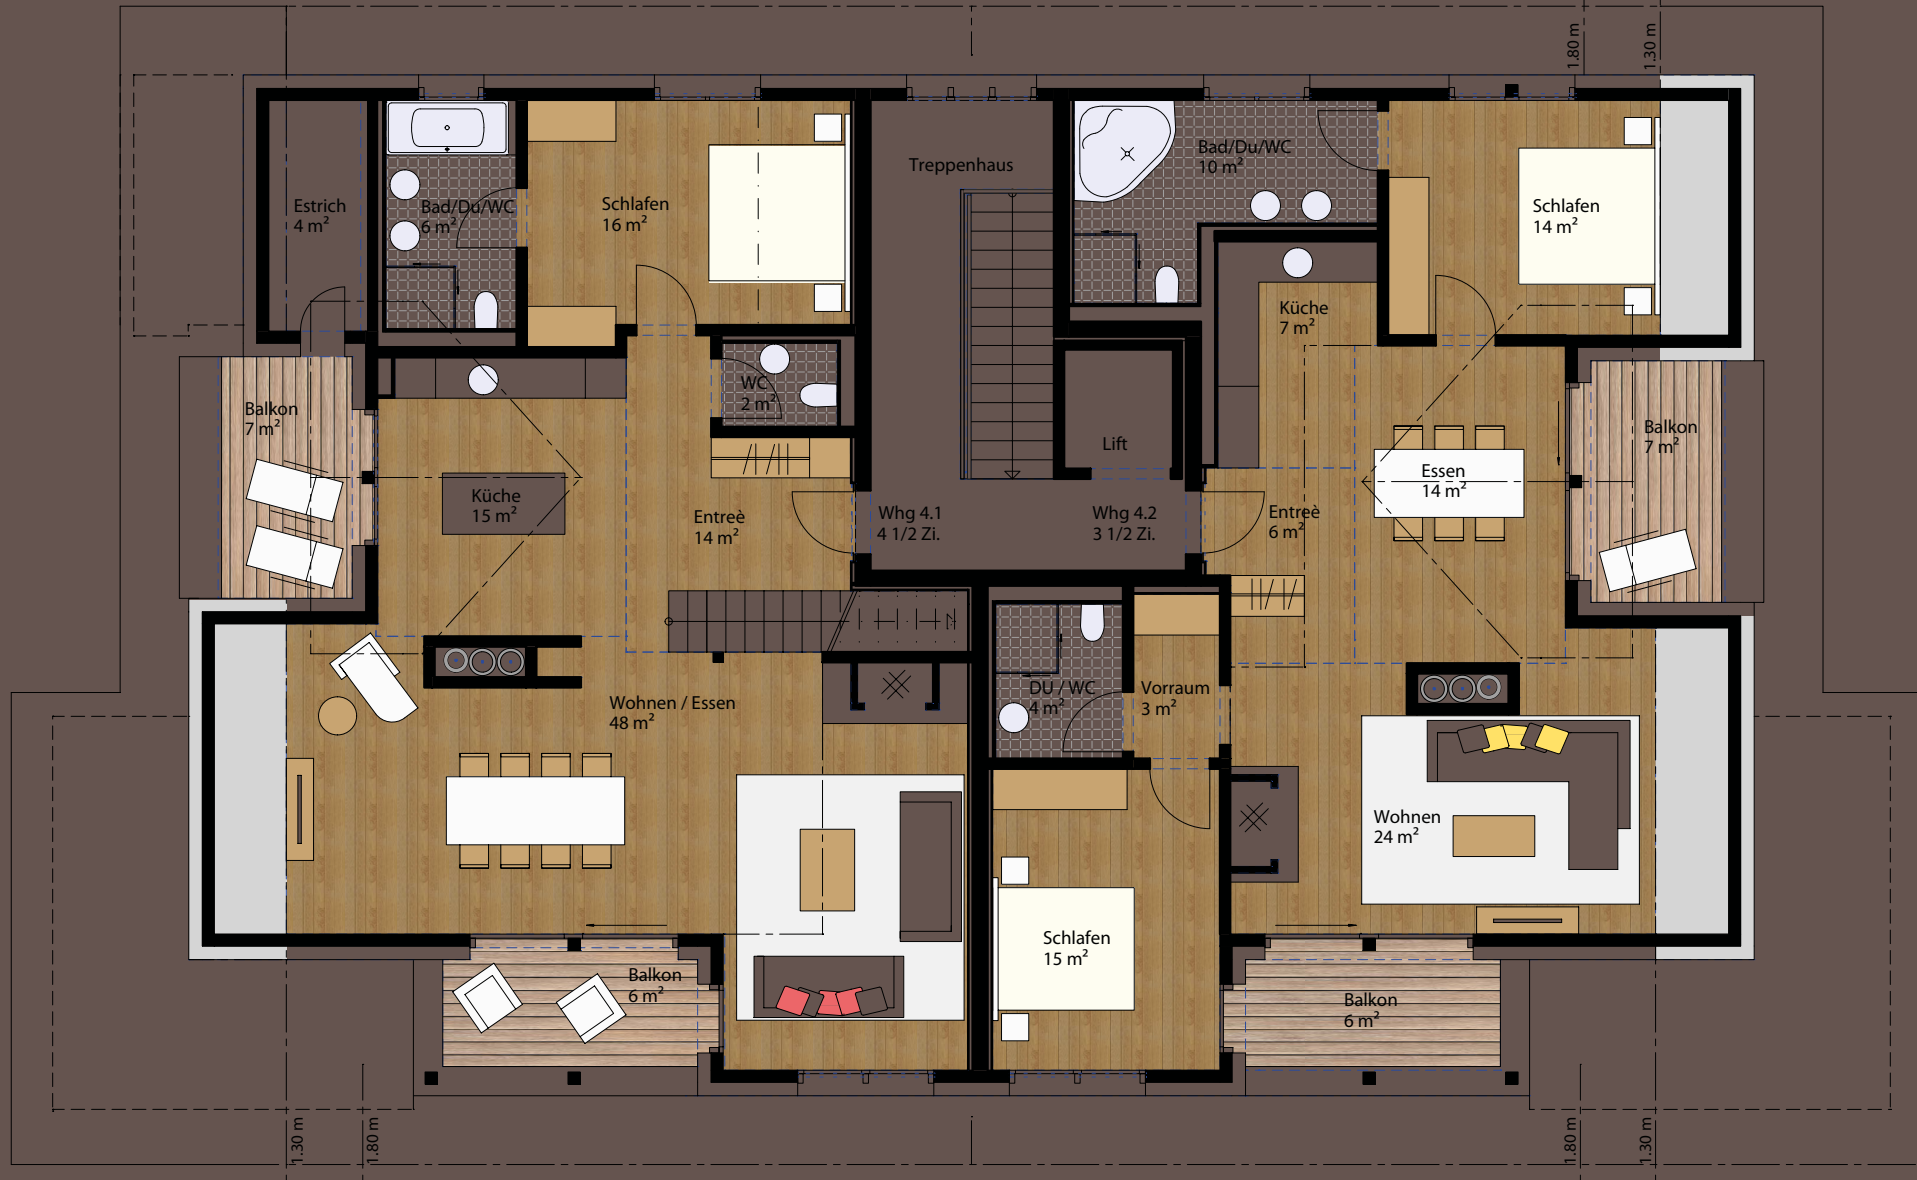 1.80 m
1.30 m
Estrich
4 m²
Bad/Du/WC
6 m²
Schlafen
16 m²
Treppenhaus
Bad/Du/WC
10 m²
Schlafen
14 m²
Küche
7 m²
WC
2 m²
Balkon
7 m²
Lift
Balkon
7 m²
Küche
15 m²
Entreè
14 m²
Whg 4.1
4 1/2 Zi.
Whg 4.2
3 1/2 Zi.
Entreè
6 m²
Essen
14 m²
Wohnen / Essen
48 m²
DU / WC
4 m²
Vorraum
3 m²
Wohnen
24 m²
Schlafen
15 m²
Balkon
6 m²
Balkon
6 m²
1.30 m
1.80 m
1.80 m
1.30 m